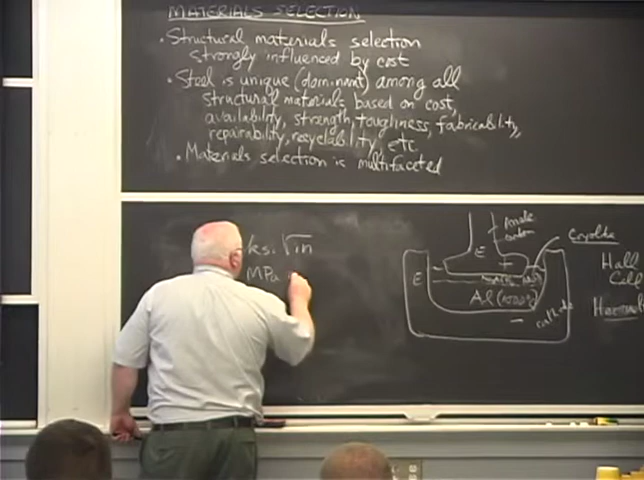 MATERIALS SELECTION
• Structural materials selection
strongly influenced by cost
• Steel is unique (dominant) among all
structural materials based on cost,
availability, strength, toughness, fabricability,
repairability, recyclability, etc.
• Materials selection is multifaceted
ksi √in
MPa
Anode
carbon
Cryolite
E
+
E
Hall
Cell
Al
-
cathode